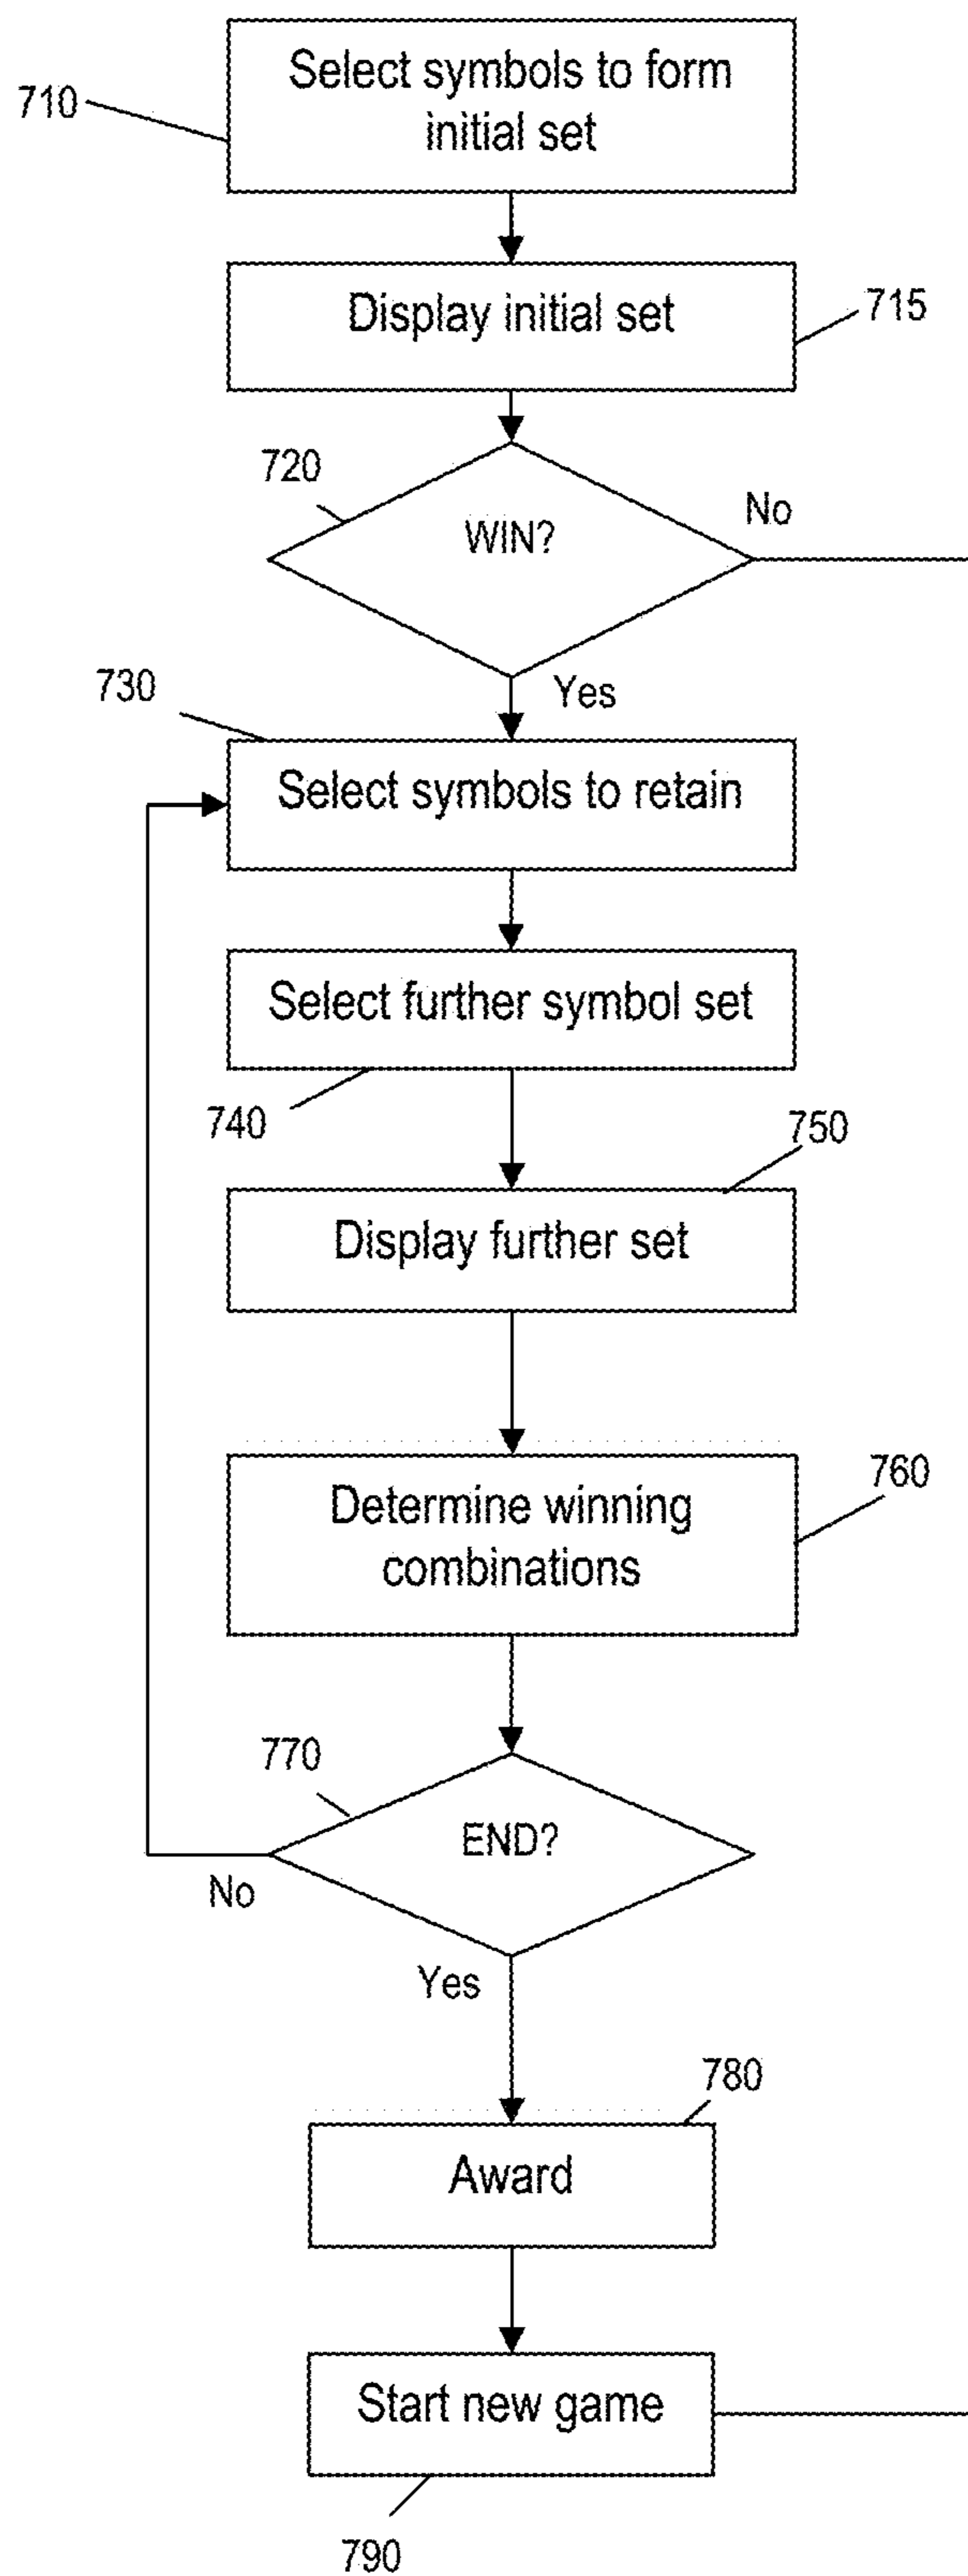 Select symbols to form
initial set
710
Display initial set
715
720
WIN?
No
Yes
730
Select symbols to retain
Select further symbol set
740
750
Display further set
Determine winning
combinations
760
770
END?
No
Yes
780
Award
Start new game
790